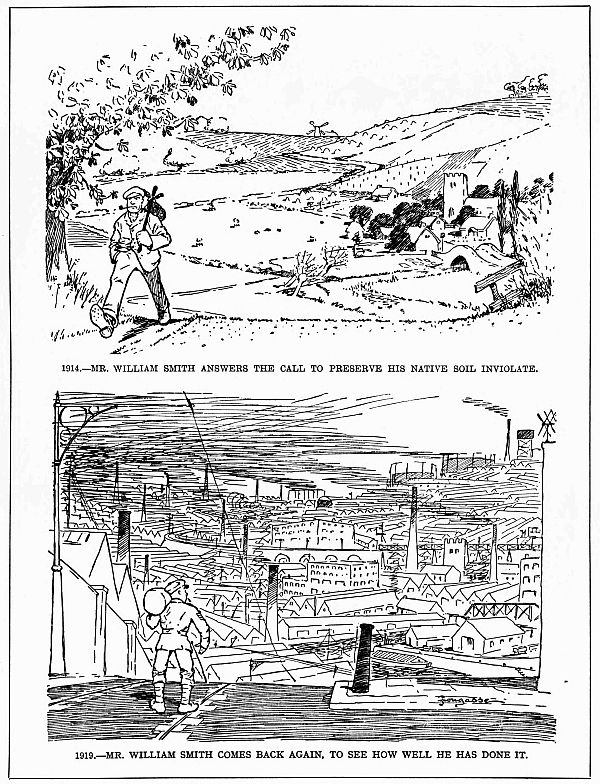 1914.—MR. WILLIAM SMITH ANSWERS THE CALL TO PRESERVE HIS NATIVE SOIL INVIOLATE.
Fougasse
1919.—MR. WILLIAM SMITH COMES BACK AGAIN, TO SEE HOW WELL HE HAS DONE IT.